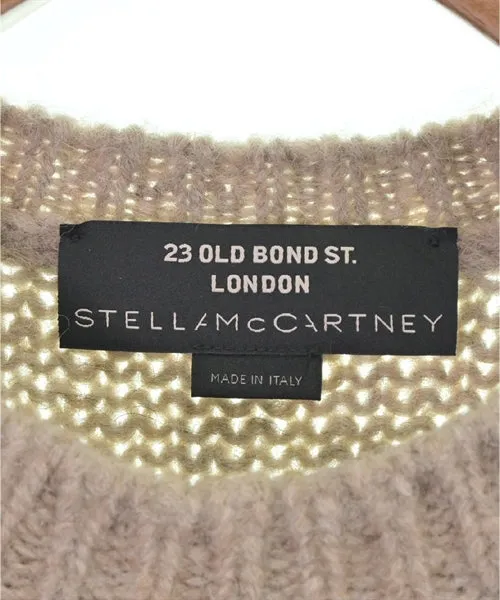 23 OLD BOND ST.
LONDON
STELLAMCCARTNEY
MADE IN ITALY